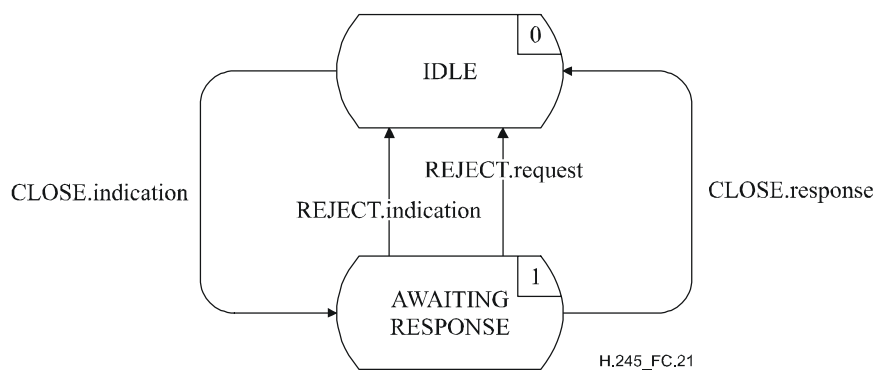 0
IDLE
CLOSE.indication
REJECT.request
REJECT.indication
CLOSE.response
1
AWAITING
RESPONSE
H.245_FC.21